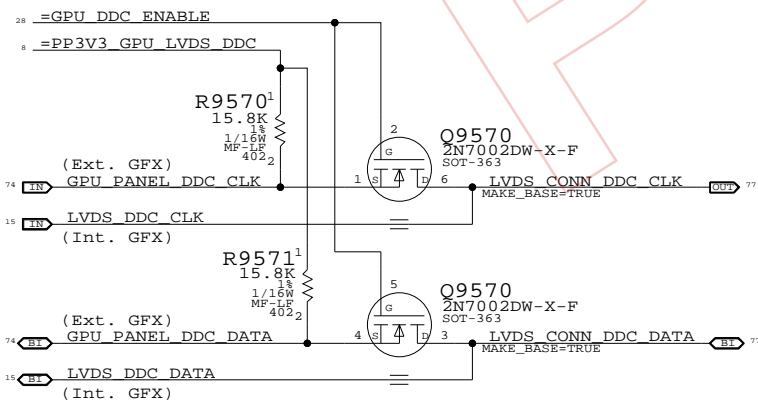 28 =GPU_DDC_ENABLE
8 =PP3V3_GPU_LVDS_DDC
R9570 1
15.8K
1%
1/16W
MF-LF
402 2
2
Q9570
2N7002DW-X-F
SOT-363
G
(Ext. GFX)
74 IN GPU_PANEL_DDC_CLK 1 S D 6 LVDS_CONN_DDC_CLK OUT 77
MAKE_BASE=TRUE
15 IN LVDS_DDC_CLK
(Int. GFX)
R9571 1
15.8K
1%
1/16W
MF-LF
402 2
5
Q9570
2N7002DW-X-F
SOT-363
G
(Ext. GFX)
74 BI GPU_PANEL_DDC_DATA 4 S D 3 LVDS_CONN_DDC_DATA BI 77
MAKE_BASE=TRUE
15 BI LVDS_DDC_DATA
(Int. GFX)